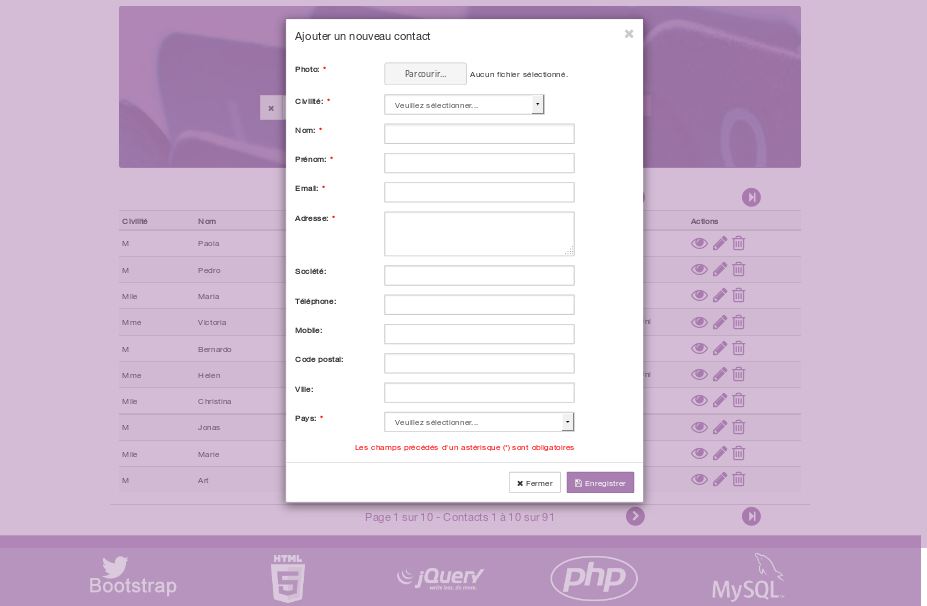 Ajouter un nouveau contact
Photo: *
Parcourir... Aucun fichier sélectionné.
Civilité: *
Veuillez sélectionner...
Nom: *
Prénom: *
Email: *
Adresse: *
Société:
Téléphone:
Mobile:
Code postal:
Ville:
Pays: *
Veuillez sélectionner...
Les champs précédés d'un astérisque (*) sont obligatoires
Fermer Enregistrer
Civilité Nom Actions
M Paola
M Pedro
Mlle Maria
Mme Victoria
M Bernardo
Mme Helen
Mlle Christina
M Jonas
Mlle Marie
M Art
Page 1 sur 10 - Contacts 1 à 10 sur 91
Bootstrap
HTML
5
jQuery
write less, do more.
php
MySQL